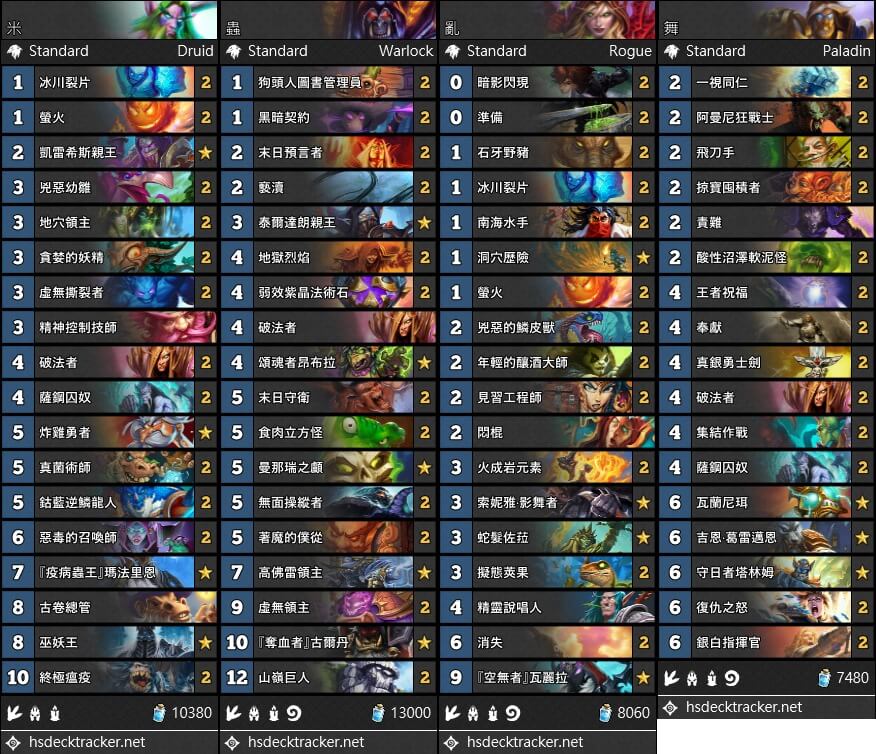 米
Standard Druid
1 冰川裂片 2
1 螢火 2
2 凱雷希斯親王
3 兇惡幼雛 2
3 地穴領主 2
3 貪婪的妖精 2
3 虛無撕裂者 2
3 精神控制技師
4 破法者 2
4 薩鋼囚奴 2
5 炸雞勇者
5 真菌術師 2
5 鈷藍逆鱗龍人 2
6 惡毒的召喚師 2
7 『疫病蟲王』瑪法里恩
8 古卷總管
8 巫妖王
10 終極瘟疫 2
10380
hsdecktracker.net
蟲
Standard Warlock
1 狗頭人圖書管理員 2
1 黑暗契約 2
2 末日預言者 2
2 褻瀆 2
3 泰爾達朗親王
4 地獄烈焰 2
4 弱效紫晶法術石 2
4 破法者
4 頌魂者昂布拉
5 末日守衛 2
5 食肉立方怪 2
5 曼那瑞之顱
5 無面操縱者 2
5 著魔的僕從 2
7 高佛雷領主
9 虛無領主 2
10 『奪血者』古爾丹
12 山嶺巨人 2
13000
hsdecktracker.net
亂
Standard Rogue
0 暗影閃現 2
0 準備 2
1 石牙野豬 2
1 冰川裂片 2
1 南海水手 2
1 洞穴歷險
1 螢火 2
2 兇惡的鱗皮獸 2
2 年輕的釀酒大師 2
2 見習工程師 2
2 悶棍 2
3 火成岩元素 2
3 索妮雅‧影舞者
3 蛇髮佐菈
3 擬態莢果 2
4 精靈說唱人
6 消失 2
9 『空無者』瓦麗拉
8060
hsdecktracker.net
舞
Standard Paladin
2 一視同仁 2
2 阿曼尼狂戰士 2
2 飛刀手 2
2 掠寶囤積者 2
2 責難
2 酸性沼澤軟泥怪 2
4 王者祝福 2
4 奉獻 2
4 真銀勇士劍 2
4 破法者 2
4 集結作戰 2
4 薩鋼囚奴 2
6 瓦蘭尼珥
6 吉恩‧葛雷邁恩
6 守日者塔林姆
6 復仇之怒 2
6 銀白指揮官 2
7480
hsdecktracker.net